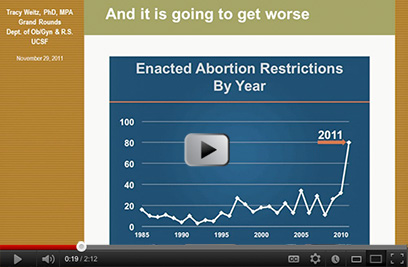 Tracy Weitz, PhD, MPA
Grand Rounds
Dept. of Ob/Gyn & R.S.
UCSF
November 29, 2011
And it is going to get worse
Enacted Abortion Restrictions
By Year
100
80
60
40
20
0
2011
1985
1990
1995
2000
2005
2010
0:19 / 2:12
CC